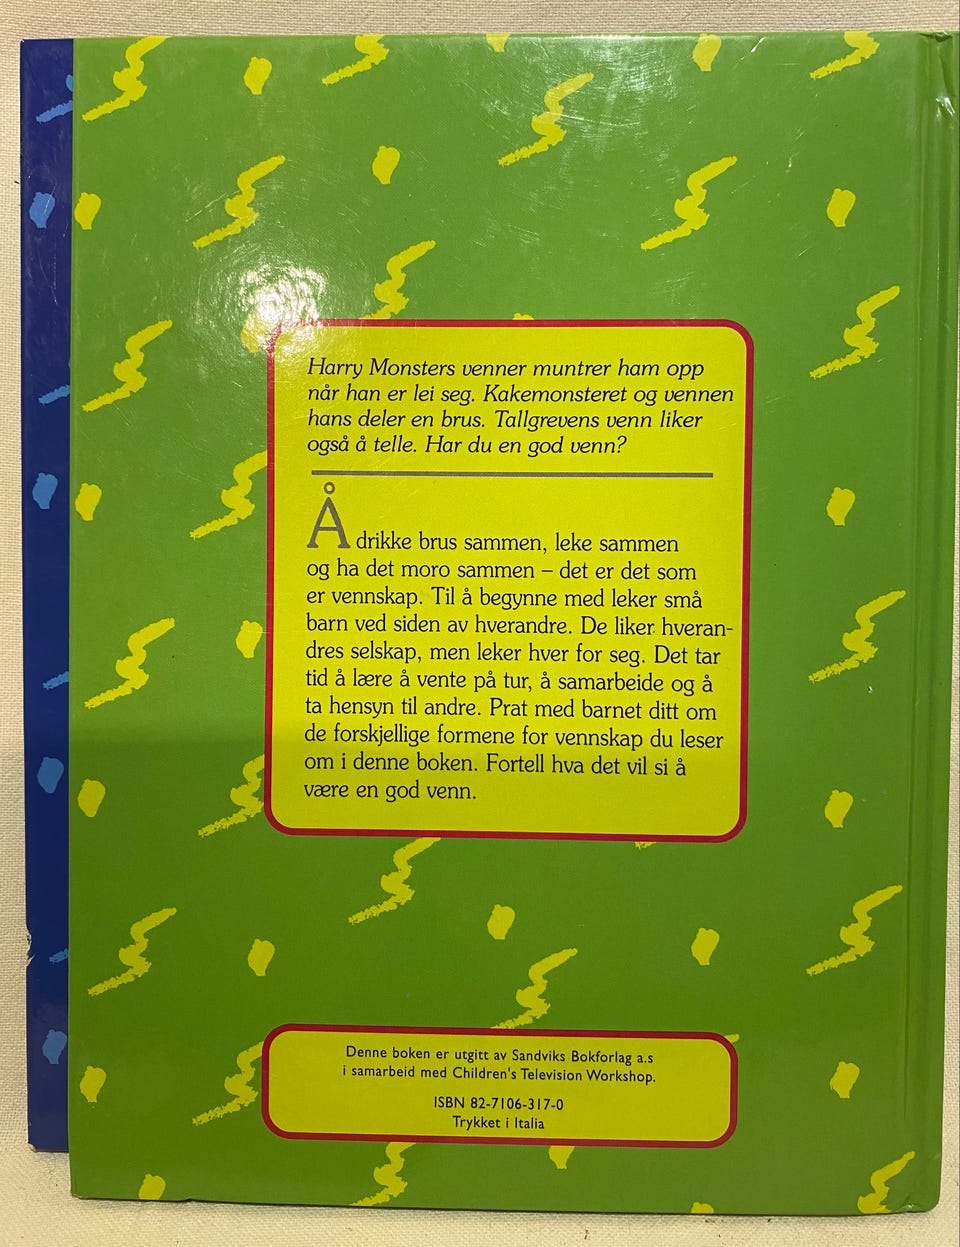 Harry Monsters venner muntrer ham opp
når han er lei seg. Kakemonsteret og vennen
hans deler en brus. Tallgrevens venn liker
også å telle. Har du en god venn?
Å drikke brus sammen, leke sammen
og ha det moro sammen – det er det som
er vennskap. Til å begynne med leker små
barn ved siden av hverandre. De liker hveran-
dres selskap, men leker hver for seg. Det tar
tid å lære å vente på tur, å samarbeide og å
ta hensyn til andre. Prat med barnet ditt om
de forskjellige formene for vennskap du leser
om i denne boken. Fortell hva det vil si å
være en god venn.
Denne boken er utgitt av Sandviks Bokforlag a.s
i samarbeid med Children's Television Workshop.
ISBN 82-7106-317-0
Trykket i Italia